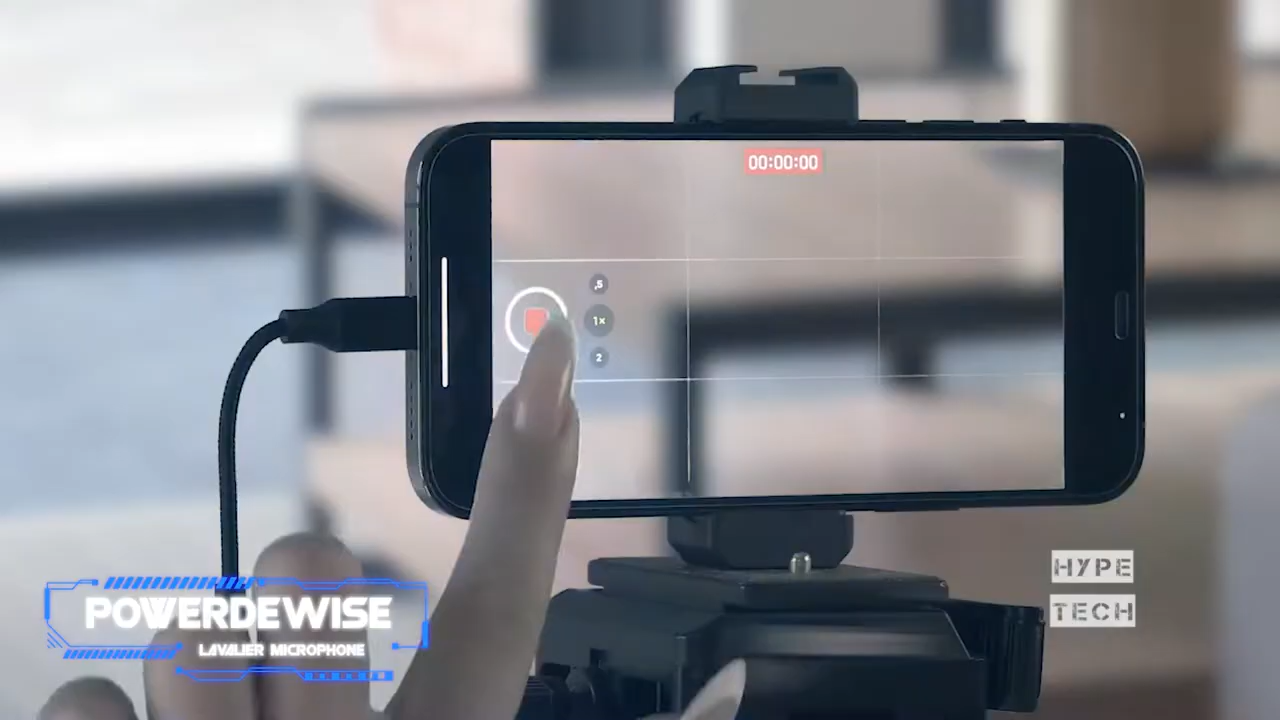 00:00:00
,5
1×
2
POWERDEWISE
LAVALIER MICROPHONE
HYPE
TECH